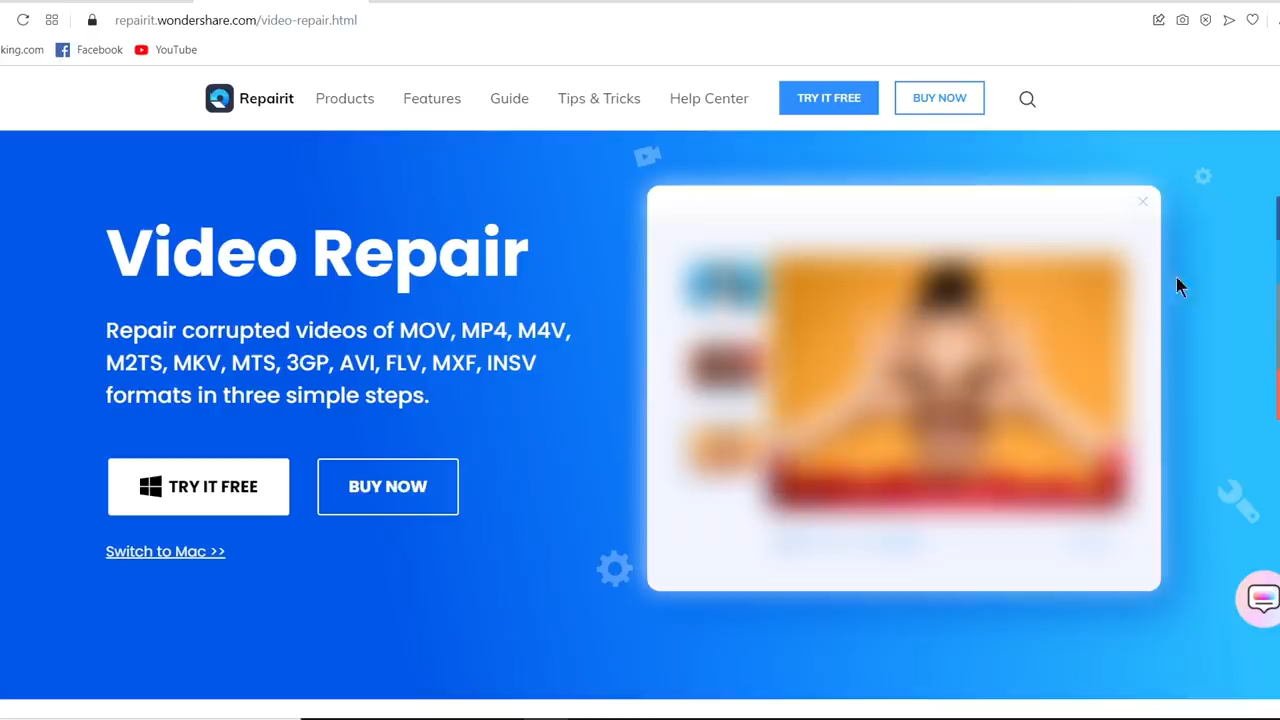 repairit.wondershare.com/video-repair.html
king.com Facebook YouTube
Repairit Products Features Guide Tips & Tricks Help Center TRY IT FREE BUY NOW
Video Repair
Repair corrupted videos of MOV, MP4, M4V,
M2TS, MKV, MTS, 3GP, AVI, FLV, MXF, INSV
formats in three simple steps.
TRY IT FREE BUY NOW
Switch to Mac >>